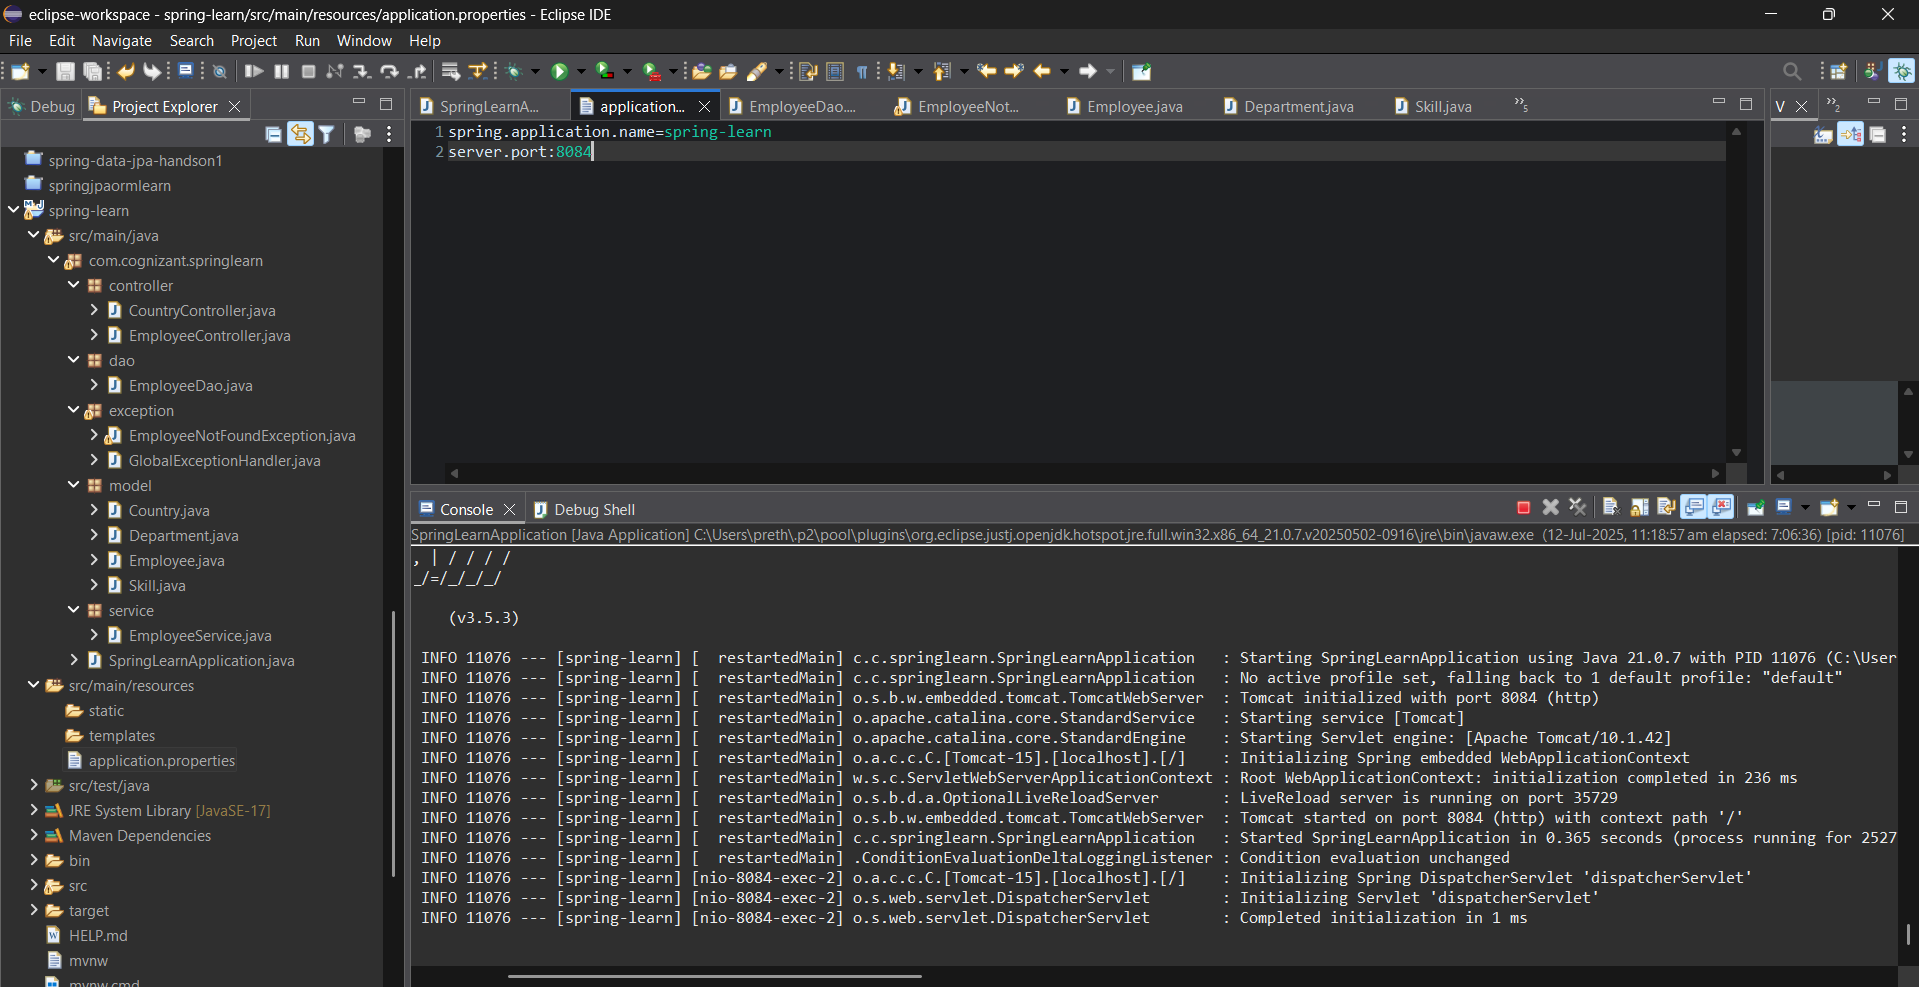 eclipse-workspace - spring-learn/src/main/resources/application.properties - Eclipse IDE
File Edit Navigate Search Project Run Window Help
Debug Project Explorer
spring-data-jpa-handson1
springjpaormlearn
spring-learn
src/main/java
com.cognizant.springlearn
controller
CountryController.java
EmployeeController.java
dao
EmployeeDao.java
exception
EmployeeNotFoundException.java
GlobalExceptionHandler.java
model
Country.java
Department.java
Employee.java
Skill.java
service
EmployeeService.java
SpringLearnApplication.java
src/main/resources
static
templates
application.properties
src/test/java
JRE System Library [JavaSE-17]
Maven Dependencies
bin
src
target
HELP.md
mvnw
mvnw.cmd
SpringLearnA... application... EmployeeDao.... EmployeeNot... Employee.java Department.java Skill.java »5
1 spring.application.name=spring-learn
2 server.port:8084
V »2
Console Debug Shell
SpringLearnApplication [Java Application] C:\Users\preth\.p2\pool\plugins\org.eclipse.justj.openjdk.hotspot.jre.full.win32.x86_64_21.0.7.v20250502-0916\jre\bin\javaw.exe (12-Jul-2025, 11:18:57 am elapsed: 7:06:36) [pid: 11076]
, | / / / /
_/=/_/_/_/
(v3.5.3)
INFO 11076 --- [spring-learn] [  restartedMain] c.c.springlearn.SpringLearnApplication : Starting SpringLearnApplication using Java 21.0.7 with PID 11076 (C:\User
INFO 11076 --- [spring-learn] [  restartedMain] c.c.springlearn.SpringLearnApplication : No active profile set, falling back to 1 default profile: "default"
INFO 11076 --- [spring-learn] [  restartedMain] o.s.b.w.embedded.tomcat.TomcatWebServer : Tomcat initialized with port 8084 (http)
INFO 11076 --- [spring-learn] [  restartedMain] o.apache.catalina.core.StandardService : Starting service [Tomcat]
INFO 11076 --- [spring-learn] [  restartedMain] o.apache.catalina.core.StandardEngine : Starting Servlet engine: [Apache Tomcat/10.1.42]
INFO 11076 --- [spring-learn] [  restartedMain] o.a.c.c.C.[Tomcat-15].[localhost].[/] : Initializing Spring embedded WebApplicationContext
INFO 11076 --- [spring-learn] [  restartedMain] w.s.c.ServletWebServerApplicationContext : Root WebApplicationContext: initialization completed in 236 ms
INFO 11076 --- [spring-learn] [  restartedMain] o.s.b.d.a.OptionalLiveReloadServer : LiveReload server is running on port 35729
INFO 11076 --- [spring-learn] [  restartedMain] o.s.b.w.embedded.tomcat.TomcatWebServer : Tomcat started on port 8084 (http) with context path '/'
INFO 11076 --- [spring-learn] [  restartedMain] c.c.springlearn.SpringLearnApplication : Started SpringLearnApplication in 0.365 seconds (process running for 2527
INFO 11076 --- [spring-learn] [  restartedMain] .ConditionEvaluationDeltaLoggingListener : Condition evaluation unchanged
INFO 11076 --- [spring-learn] [nio-8084-exec-2] o.a.c.c.C.[Tomcat-15].[localhost].[/] : Initializing Spring DispatcherServlet 'dispatcherServlet'
INFO 11076 --- [spring-learn] [nio-8084-exec-2] o.s.web.servlet.DispatcherServlet : Initializing Servlet 'dispatcherServlet'
INFO 11076 --- [spring-learn] [nio-8084-exec-2] o.s.web.servlet.DispatcherServlet : Completed initialization in 1 ms